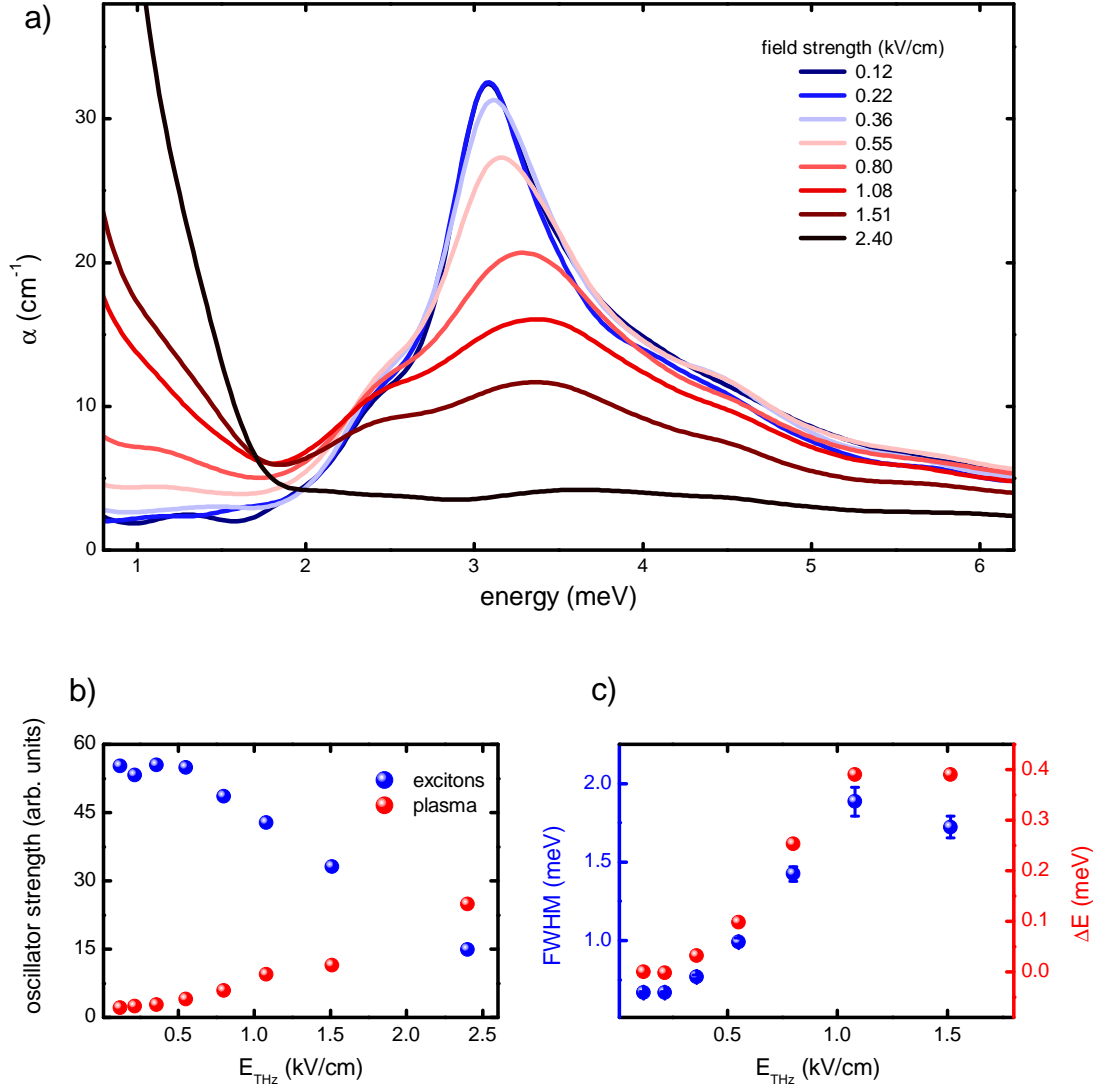 a)
field strength (kV/cm)
0.12
0.22
0.36
0.55
0.80
1.08
1.51
2.40
α (cm⁻¹)
30
20
10
0
1 2 3 4 5 6
energy (meV)
b)
oscillator strength (arb. units)
60
45
30
15
0
excitons
plasma
0.5 1.0 1.5 2.0 2.5
E_THz (kV/cm)
c)
FWHM (meV)
2.0
1.5
1.0
0.4
0.3
0.2
0.1
0.0
ΔE (meV)
0.5 1.0 1.5
E_THz (kV/cm)